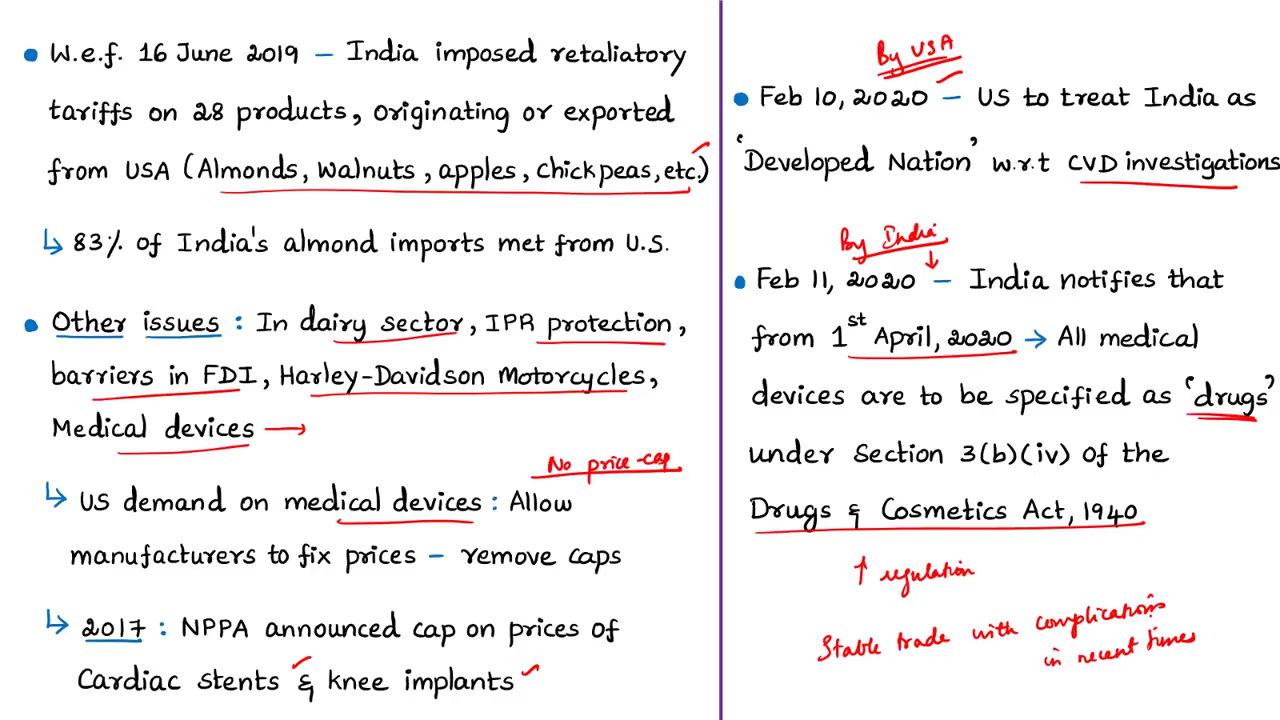 • W.e.f. 16 June 2019 – India imposed retaliatory
tariffs on 28 products, originating or exported
from USA (Almonds, walnuts, apples, chickpeas, etc.)
↳ 83% of India's almond imports met from U.S.
• Other issues : In dairy sector, IPR protection,
barriers in FDI, Harley-Davidson Motorcycles,
Medical devices →
No price-cap
↳ US demand on medical devices : Allow
manufacturers to fix prices – remove caps
↳ 2017 : NPPA announced cap on prices of
Cardiac stents & knee implants
By USA
• Feb 10, 2020 – US to treat India as
'Developed Nation' w.r.t CVD investigations
By India
• Feb 11, 2020 – India notifies that
from 1st April, 2020 → All medical
devices are to be specified as 'drugs'
under Section 3(b)(iv) of the
Drugs & Cosmetics Act, 1940
↑ regulation
Stable trade with complications
in recent times